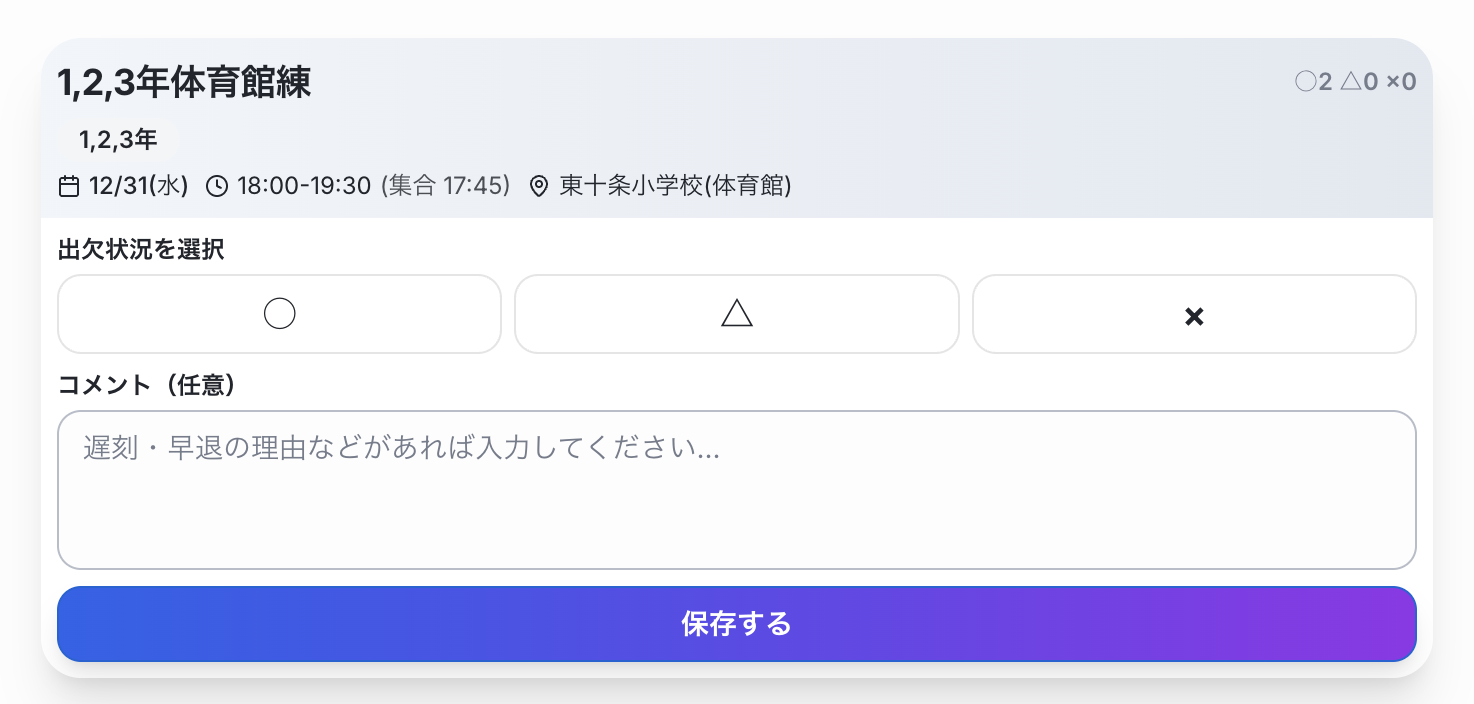 1,2,3年体育館練
○2 △0 ×0
1,2,3年
12/31(水) 18:00-19:30 (集合 17:45) 東十条小学校(体育館)
出欠状況を選択
○ △ ×
コメント（任意）
遅刻・早退の理由などがあれば入力してください...
保存する